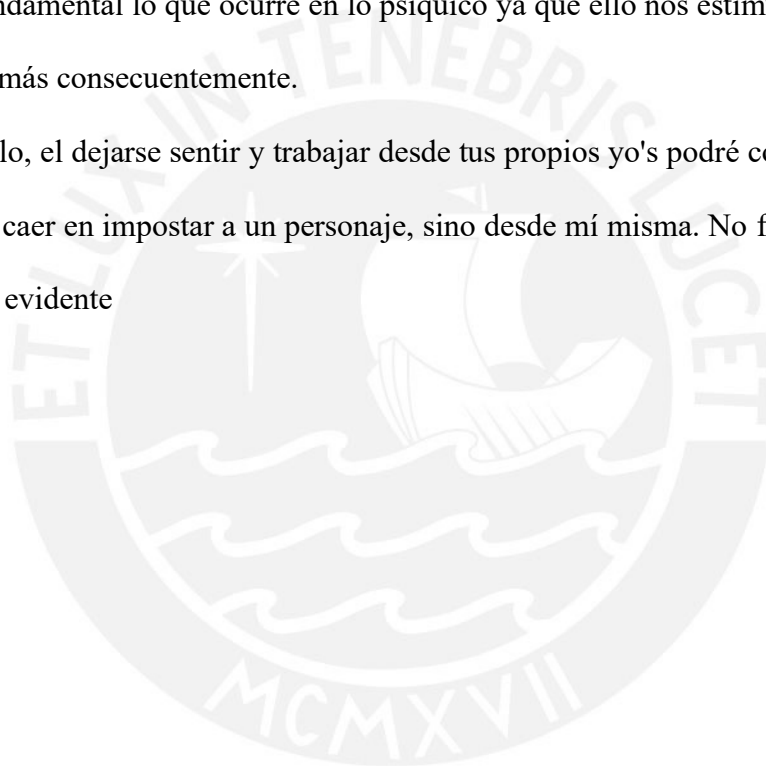 ndamental lo que ocurre en lo psíquico ya que ello nos estim
más consecuentemente.
lo, el dejarse sentir y trabajar desde tus propios yo's podré co
caer en impostar a un personaje, sino desde mí misma. No f
evidente
ET LUX IN TENEBRIS LUCET
MCMXVII